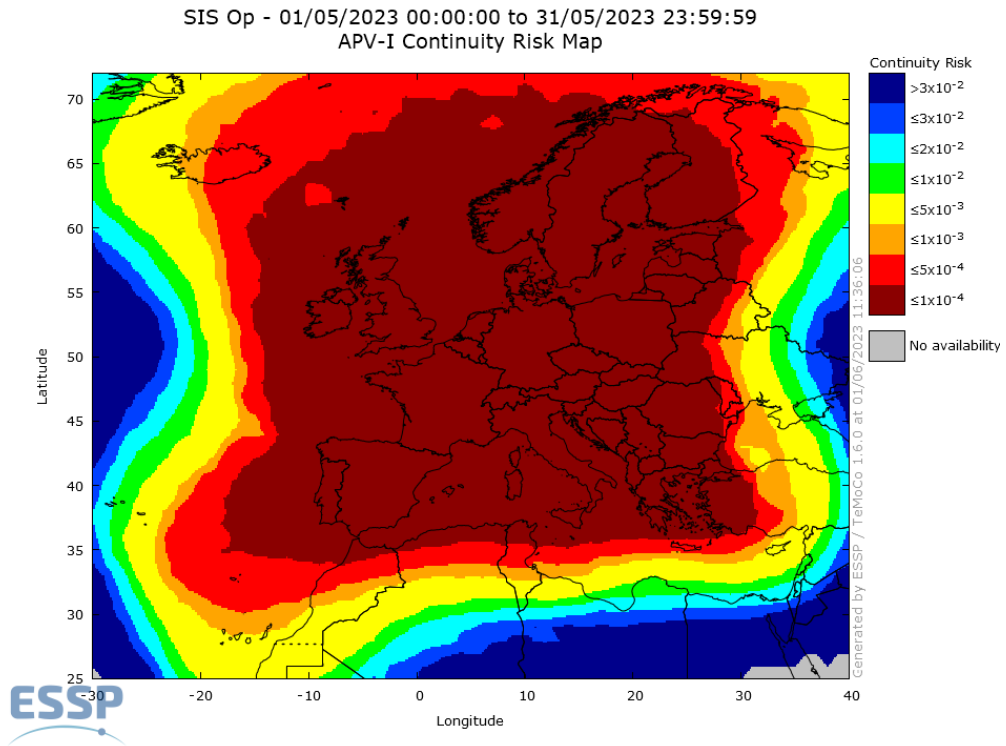 SIS Op - 01/05/2023 00:00:00 to 31/05/2023 23:59:59
APV-I Continuity Risk Map
Continuity Risk
>3x10⁻²
≤3x10⁻²
≤2x10⁻²
≤1x10⁻²
≤5x10⁻³
≤1x10⁻³
≤5x10⁻⁴
≤1x10⁻⁴
No availability
70
65
60
55
50
45
40
35
30
25
Latitude
-30
-20
-10
0
10
20
30
40
Longitude
Generated by ESSP / TeMoCo 1.6.0 at 01/06/2023 11:36:06
ESSP